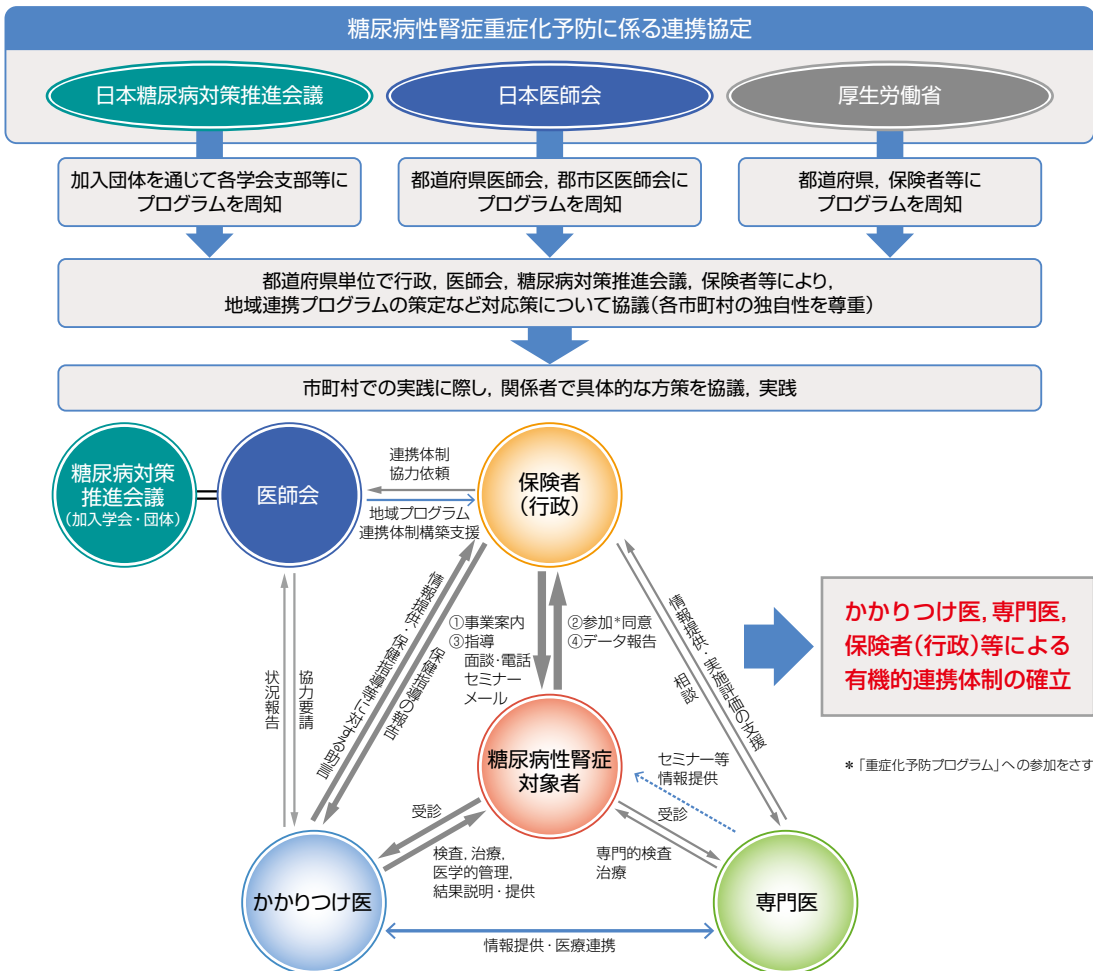 糖尿病性腎症重症化予防に係る連携協定
日本糖尿病対策推進会議
日本医師会
厚生労働省
加入団体を通じて各学会支部等に
プログラムを周知
都道府県医師会, 郡市区医師会に
プログラムを周知
都道府県, 保険者等に
プログラムを周知
都道府県単位で行政, 医師会, 糖尿病対策推進会議, 保険者等により,
地域連携プログラムの策定など対応策について協議(各市町村の独自性を尊重)
市町村での実践に際し, 関係者で具体的な方策を協議, 実践
糖尿病対策
推進会議
(加入学会・団体)
医師会
連携体制
協力依頼
地域プログラム
連携体制構築支援
保険者
(行政)
状況報告
協力要請
情報提供・保健指導等に対する助言
保健指導の報告
①事業案内
③指導
面談・電話
セミナー
メール
②参加*同意
④データ報告
情報提供・実施評価の支援
相談
かかりつけ医, 専門医,
保険者(行政)等による
有機的連携体制の確立
*「重症化予防プログラム」への参加をさす
糖尿病性腎症
対象者
セミナー等
情報提供
受診
検査, 治療,
医学的管理,
結果説明・提供
受診
専門的検査
治療
かかりつけ医
専門医
情報提供・医療連携